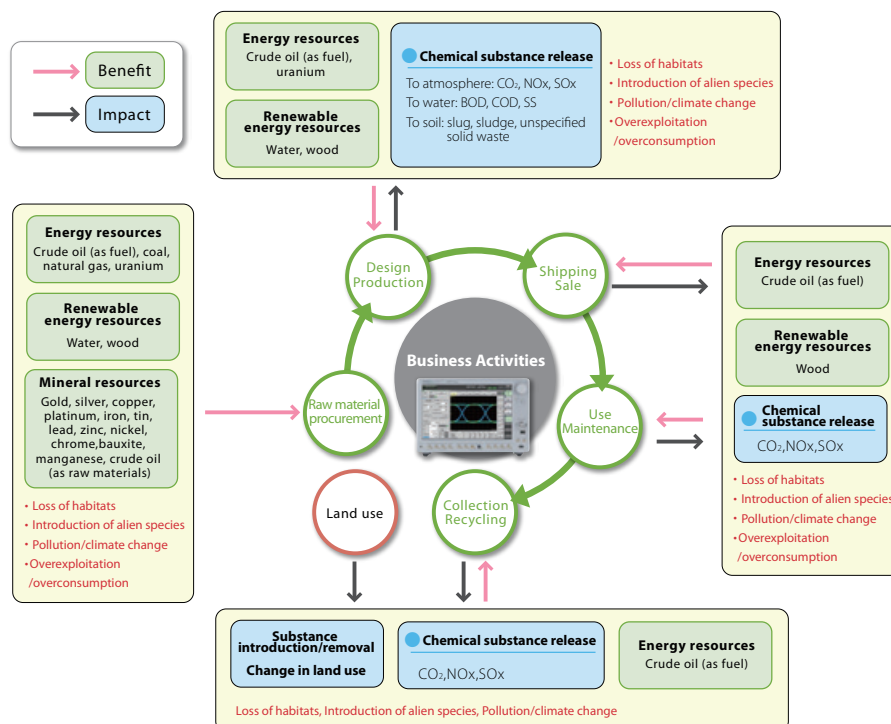 Benefit
Impact
Energy resources
Crude oil (as fuel),
uranium
Renewable
energy resources
Water, wood
Chemical substance release
To atmosphere: CO₂, NOx, SOx
To water: BOD, COD, SS
To soil: slug, sludge, unspecified
solid waste
・Loss of habitats
・Introduction of alien species
・Pollution/climate change
・Overexploitation
/overconsumption
Energy resources
Crude oil (as fuel), coal,
natural gas, uranium
Renewable
energy resources
Water, wood
Mineral resources
Gold, silver, copper,
platinum, iron, tin,
lead, zinc, nickel,
chrome,bauxite,
manganese, crude oil
(as raw materials)
・Loss of habitats
・Introduction of alien species
・Pollution/climate change
・Overexploitation
/overconsumption
Design
Production
Shipping
Sale
Business Activities
Raw material
procurement
Use
Maintenance
Land use
Collection
Recycling
Energy resources
Crude oil (as fuel)
Renewable
energy resources
Wood
Chemical
substance release
CO₂,NOx,SOx
・Loss of habitats
・Introduction of alien species
・Pollution/climate change
・Overexploitation
/overconsumption
Substance
introduction/removal
Change in land use
Chemical substance release
CO₂,NOx,SOx
Energy resources
Crude oil (as fuel)
Loss of habitats, Introduction of alien species, Pollution/climate change